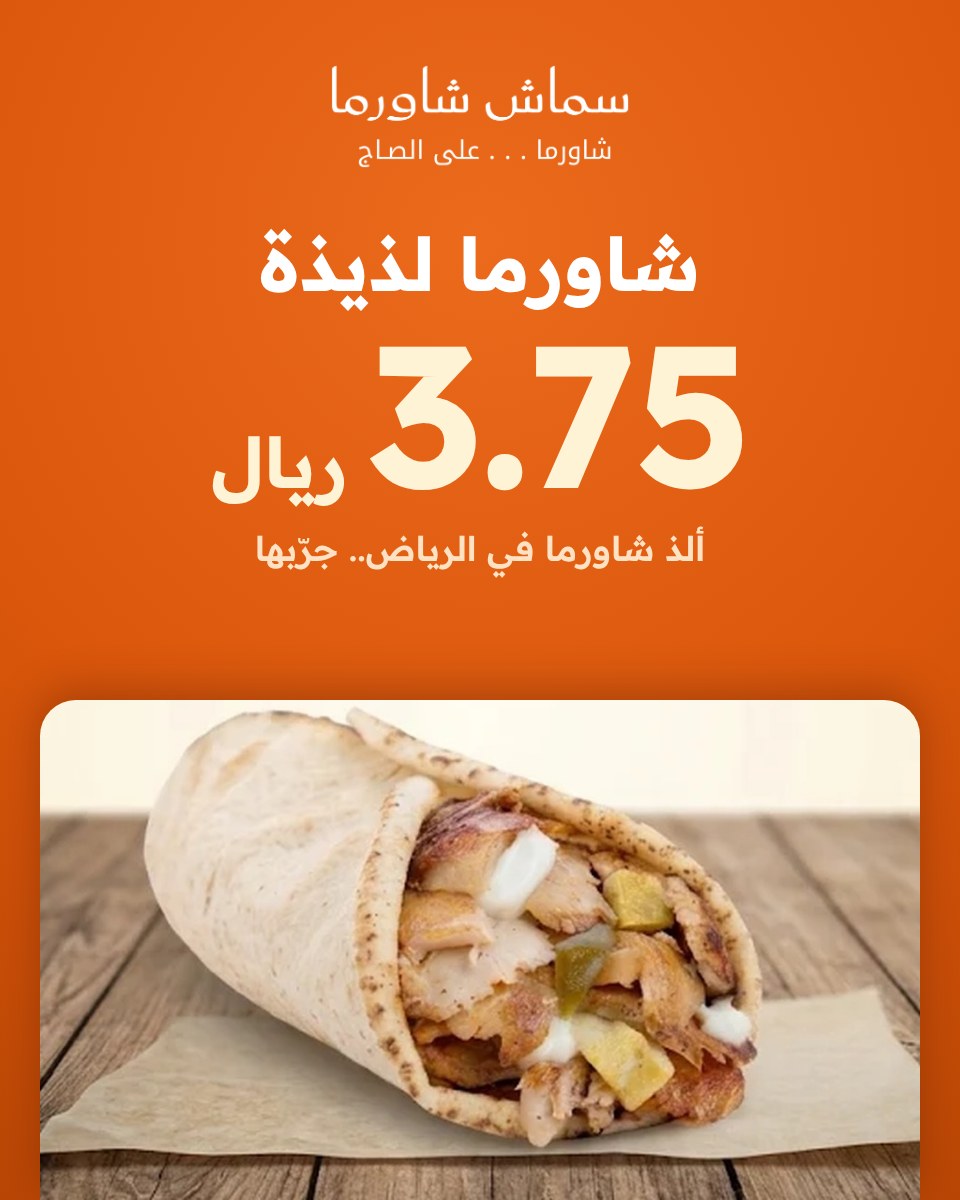 سماش شاورما
شاورما . . . على الصاج
شاورما لذيذة
3.75 ريال
ألذ شاورما في الرياض.. جرّبها